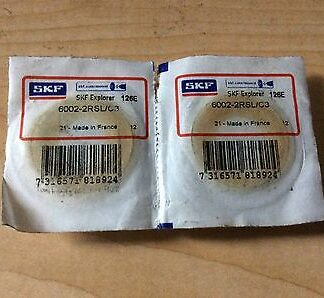 SKF
SKF Explorer 126E
6002-2RSL/C3
21 - Made in France 12
7 316571 818924
SKF
SKF Explorer 126E
6002-2RSL/C3
21 - Made in France 12
7 316571 818924